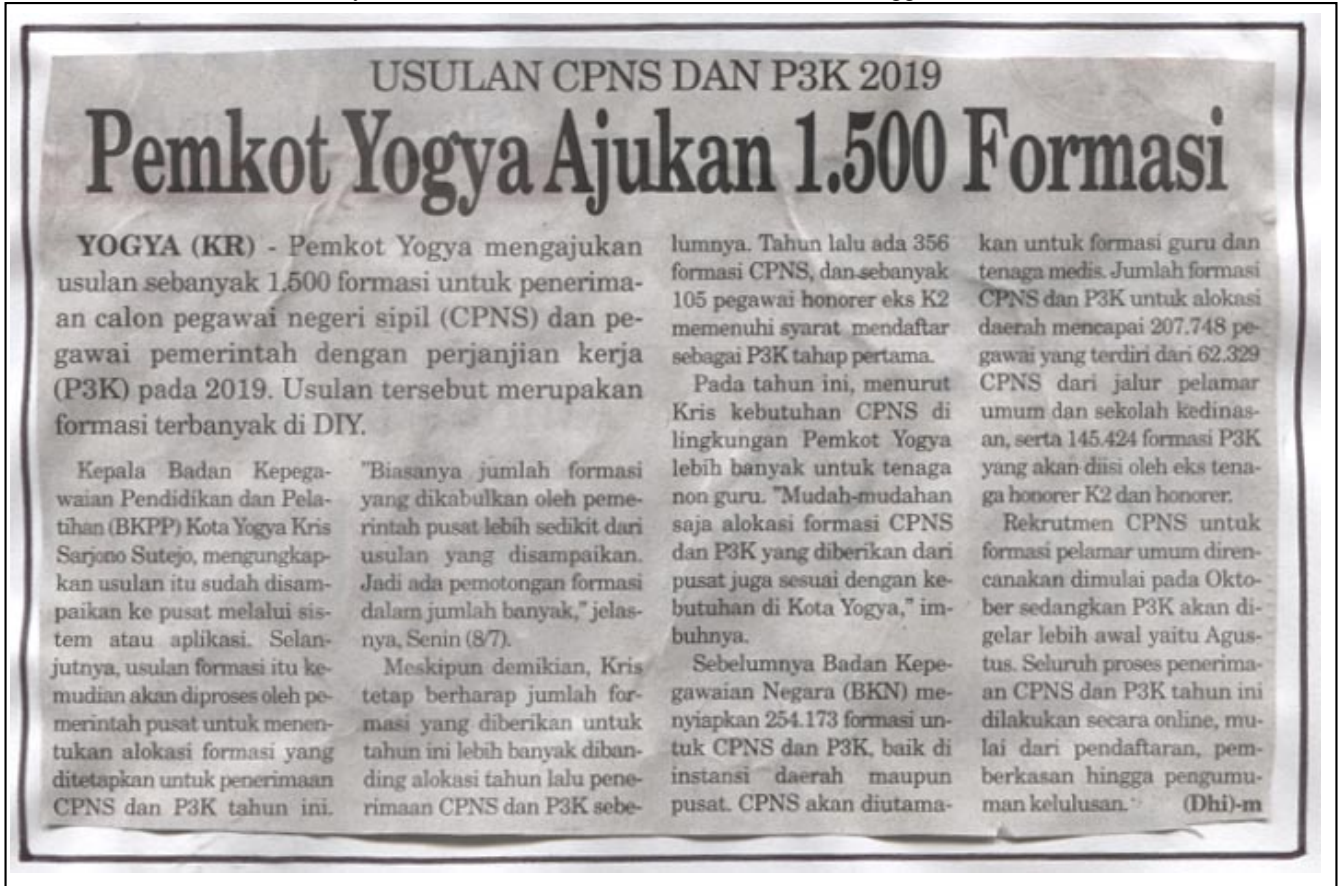 USULAN CPNS DAN P3K 2019
Pemkot Yogya Ajukan 1.500 Formasi
YOGYA (KR) - Pemkot Yogya mengajukan
usulan sebanyak 1.500 formasi untuk penerima-
an calon pegawai negeri sipil (CPNS) dan pe-
gawai pemerintah dengan perjanjian kerja
(P3K) pada 2019. Usulan tersebut merupakan
formasi terbanyak di DIY.
Kepala Badan Kepega-
waian Pendidikan dan Pela-
tihan (BKPP) Kota Yogya Kris
Sarjono Sutejo, mengungkap-
kan usulan itu sudah disam-
paikan ke pusat melalui sis-
tem atau aplikasi. Selan-
jutnya, usulan formasi itu ke-
mudian akan diproses oleh pe-
merintah pusat untuk menen-
tukan alokasi formasi yang
ditetapkan untuk penerimaan
CPNS dan P3K tahun ini.
"Biasanya jumlah formasi
yang dikabulkan oleh peme-
rintah pusat lebih sedikit dari
usulan yang disampaikan.
Jadi ada pemotongan formasi
dalam jumlah banyak," jelas-
nya, Senin (8/7).
Meskipun demikian, Kris
tetap berharap jumlah for-
masi yang diberikan untuk
tahun ini lebih banyak diban-
ding alokasi tahun lalu pene-
rimaan CPNS dan P3K sebe-
lumnya. Tahun lalu ada 356
formasi CPNS, dan sebanyak
105 pegawai honorer eks K2
memenuhi syarat mendaftar
sebagai P3K tahap pertama.
Pada tahun ini, menurut
Kris kebutuhan CPNS di
lingkungan Pemkot Yogya
lebih banyak untuk tenaga
non guru. "Mudah-mudahan
saja alokasi formasi CPNS
dan P3K yang diberikan dari
pusat juga sesuai dengan ke-
butuhan di Kota Yogya," im-
buhnya.
Sebelumnya Badan Kepe-
gawaian Negara (BKN) me-
nyiapkan 254.173 formasi un-
tuk CPNS dan P3K, baik di
instansi daerah maupun
pusat. CPNS akan diutama-
kan untuk formasi guru dan
tenaga medis. Jumlah formasi
CPNS dan P3K untuk alokasi
daerah mencapai 207.748 pe-
gawai yang terdiri dari 62.329
CPNS dari jalur pelamar
umum dan sekolah kedinas-
an, serta 145.424 formasi P3K
yang akan diisi oleh eks tena-
ga honorer K2 dan honorer.
Rekrutmen CPNS untuk
formasi pelamar umum diren-
canakan dimulai pada Okto-
ber sedangkan P3K akan di-
gelar lebih awal yaitu Agus-
tus. Seluruh proses penerima-
an CPNS dan P3K tahun ini
dilakukan secara online, mu-
lai dari pendaftaran, pem-
berkasan hingga pengumu-
man kelulusan. (Dhi)-m